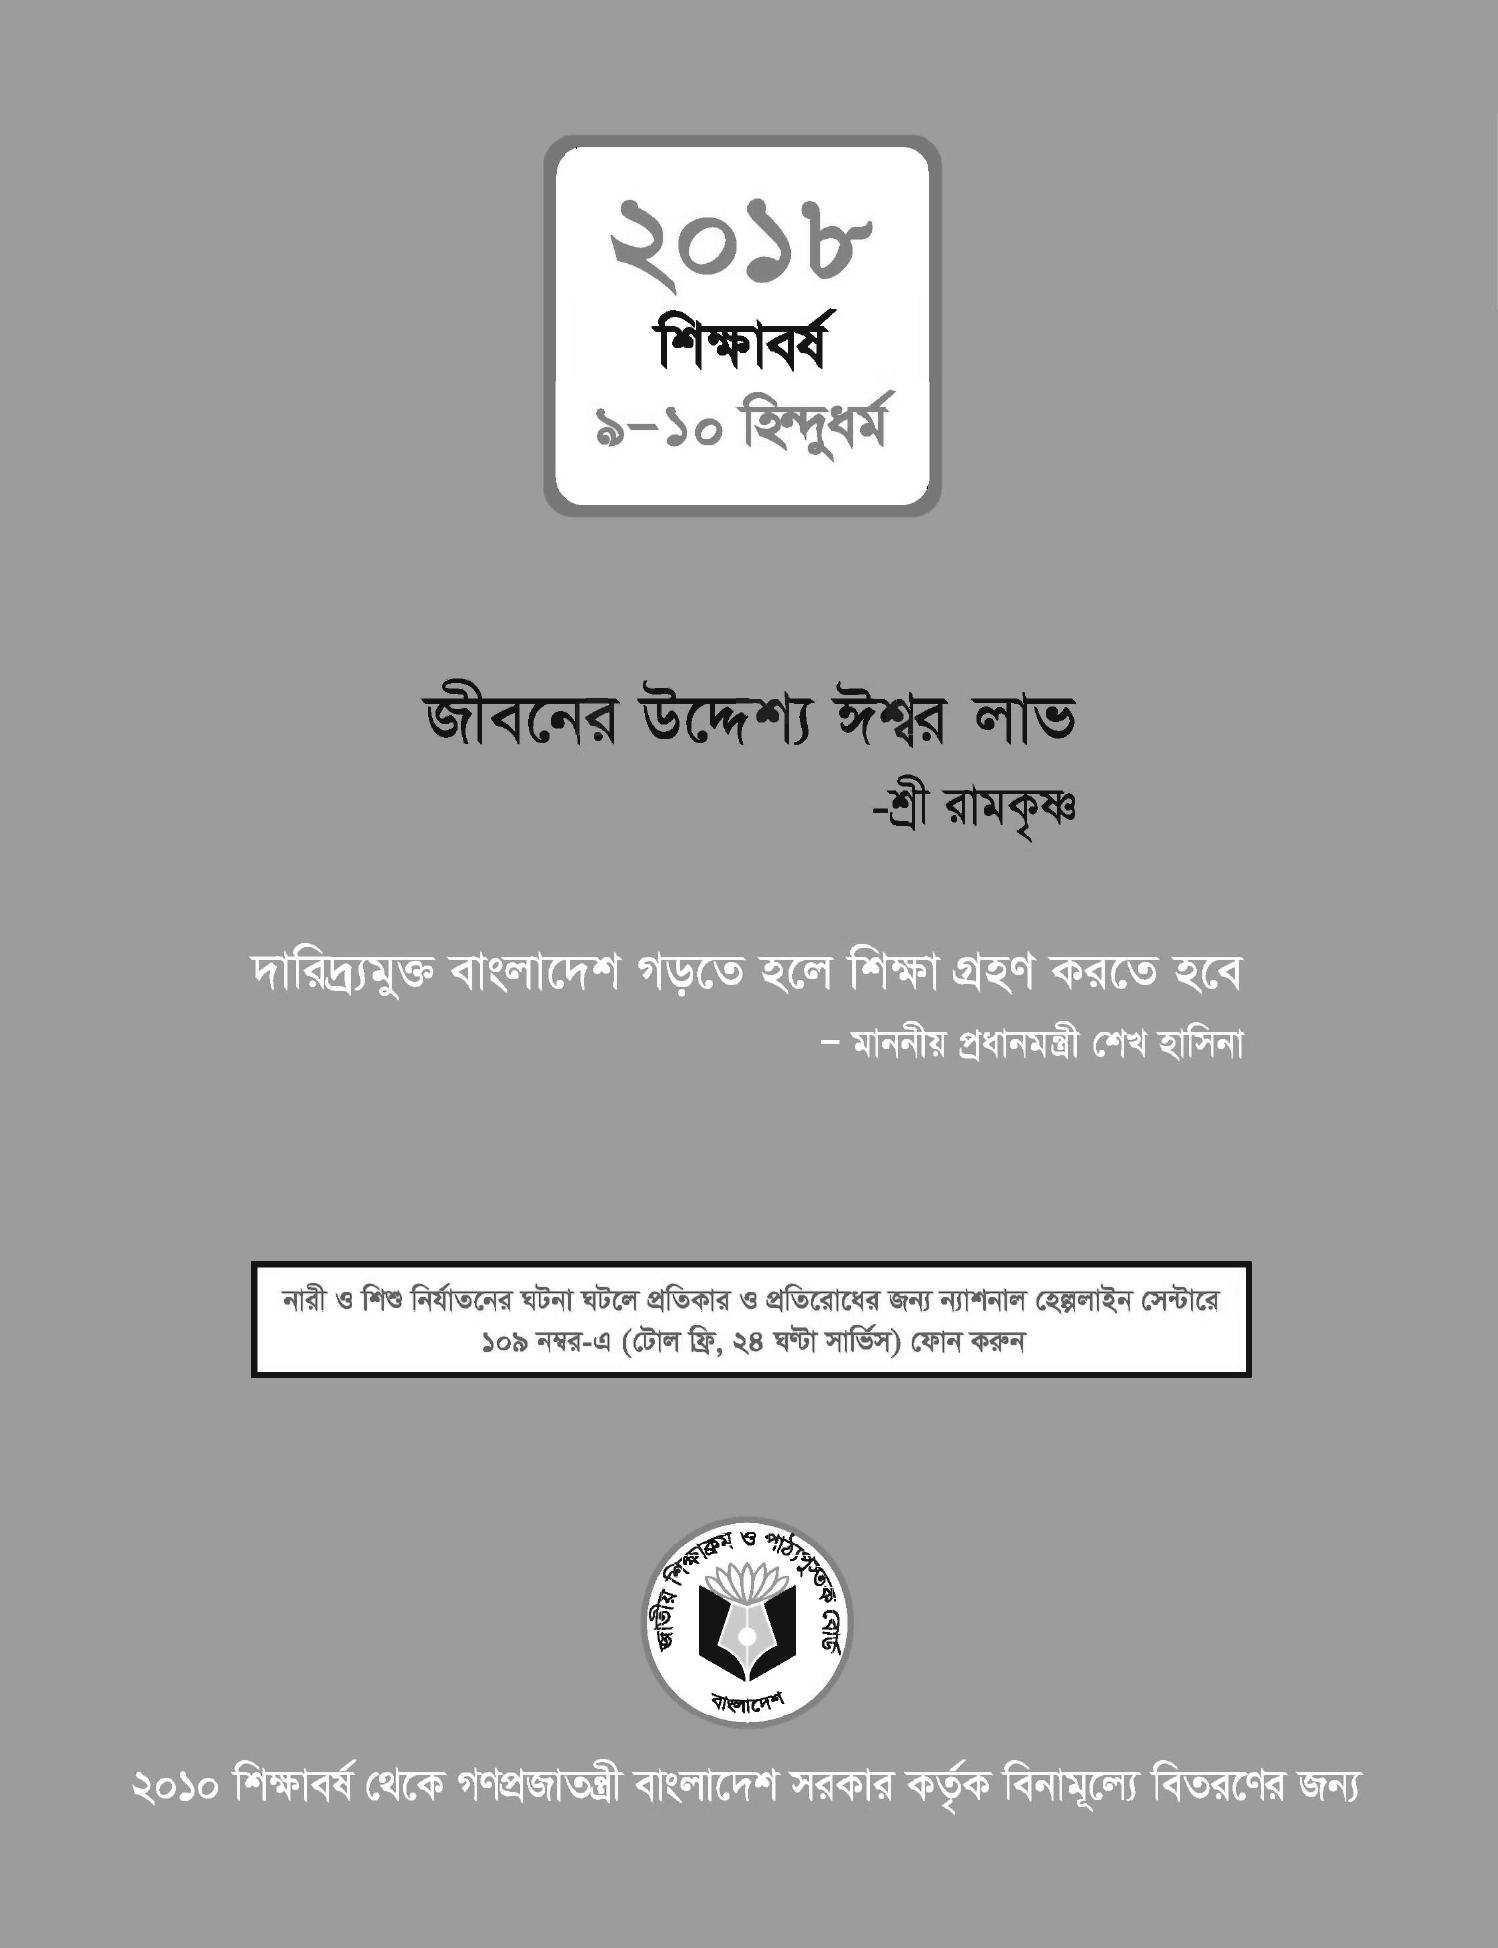 ২০১৮
শিক্ষাবর্ষ
৯–১০ হিন্দুধর্ম
জীবনের উদ্দেশ্য ঈশ্বর লাভ
-শ্রী রামকৃষ্ণ
দারিদ্র্যমুক্ত বাংলাদেশ গড়তে হলে শিক্ষা গ্রহণ করতে হবে
– মাননীয় প্রধানমন্ত্রী শেখ হাসিনা
নারী ও শিশু নির্যাতনের ঘটনা ঘটলে প্রতিকার ও প্রতিরোধের জন্য ন্যাশনাল হেল্পলাইন সেন্টারে
১০৯ নম্বর-এ (টোল ফ্রি, ২৪ ঘণ্টা সার্ভিস) ফোন করুন
জাতীয় শিক্ষাক্রম ও পাঠ্যপুস্তক বোর্ড
বাংলাদেশ
২০১০ শিক্ষাবর্ষ থেকে গণপ্রজাতন্ত্রী বাংলাদেশ সরকার কর্তৃক বিনামূল্যে বিতরণের জন্য